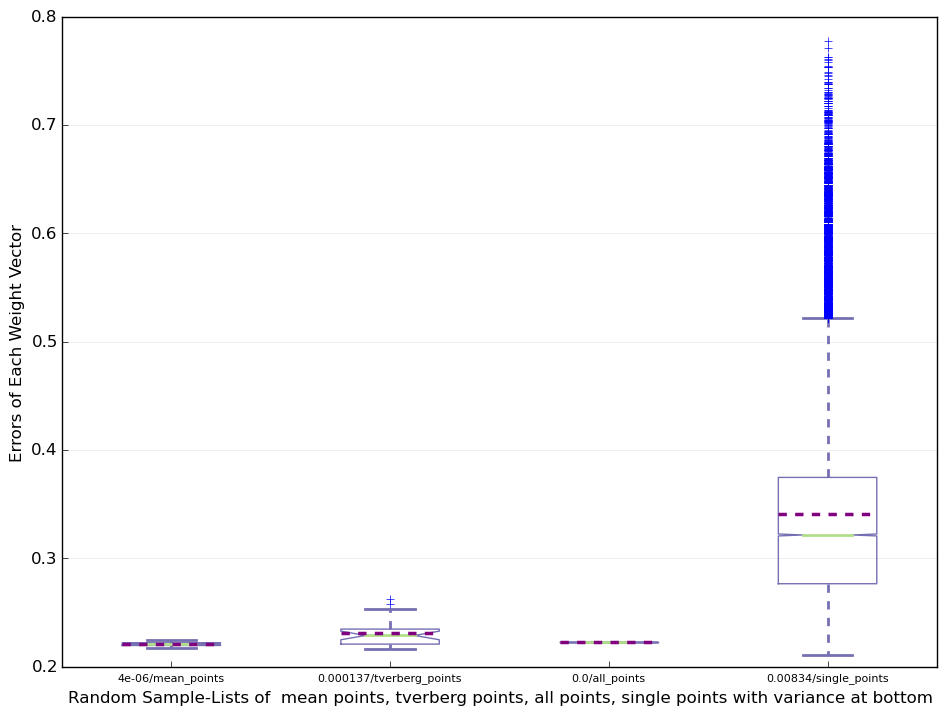 0.8
0.7
0.6
0.5
0.4
0.3
0.2
Errors of Each Weight Vector
4e-06/mean_points 0.000137/tverberg_points 0.0/all_points 0.00834/single_points
Random Sample-Lists of  mean points, tverberg points, all points, single points with variance at bottom